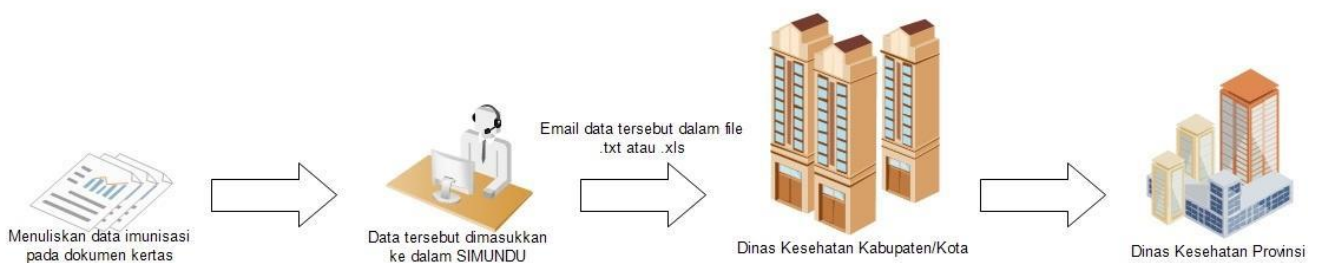 Menuliskan data imunisasi
pada dokumen kertas
Data tersebut dimasukkan
ke dalam SIMUNDU
Email data tersebut dalam file
.txt atau .xls
Dinas Kesehatan Kabupaten/Kota
Dinas Kesehatan Provinsi